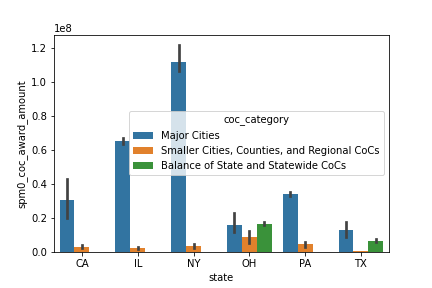 1e8
1.2
1.0
0.8
0.6
0.4
0.2
0.0
spm0_coc_award_amount
coc_category
Major Cities
Smaller Cities, Counties, and Regional CoCs
Balance of State and Statewide CoCs
CA IL NY OH PA TX
state